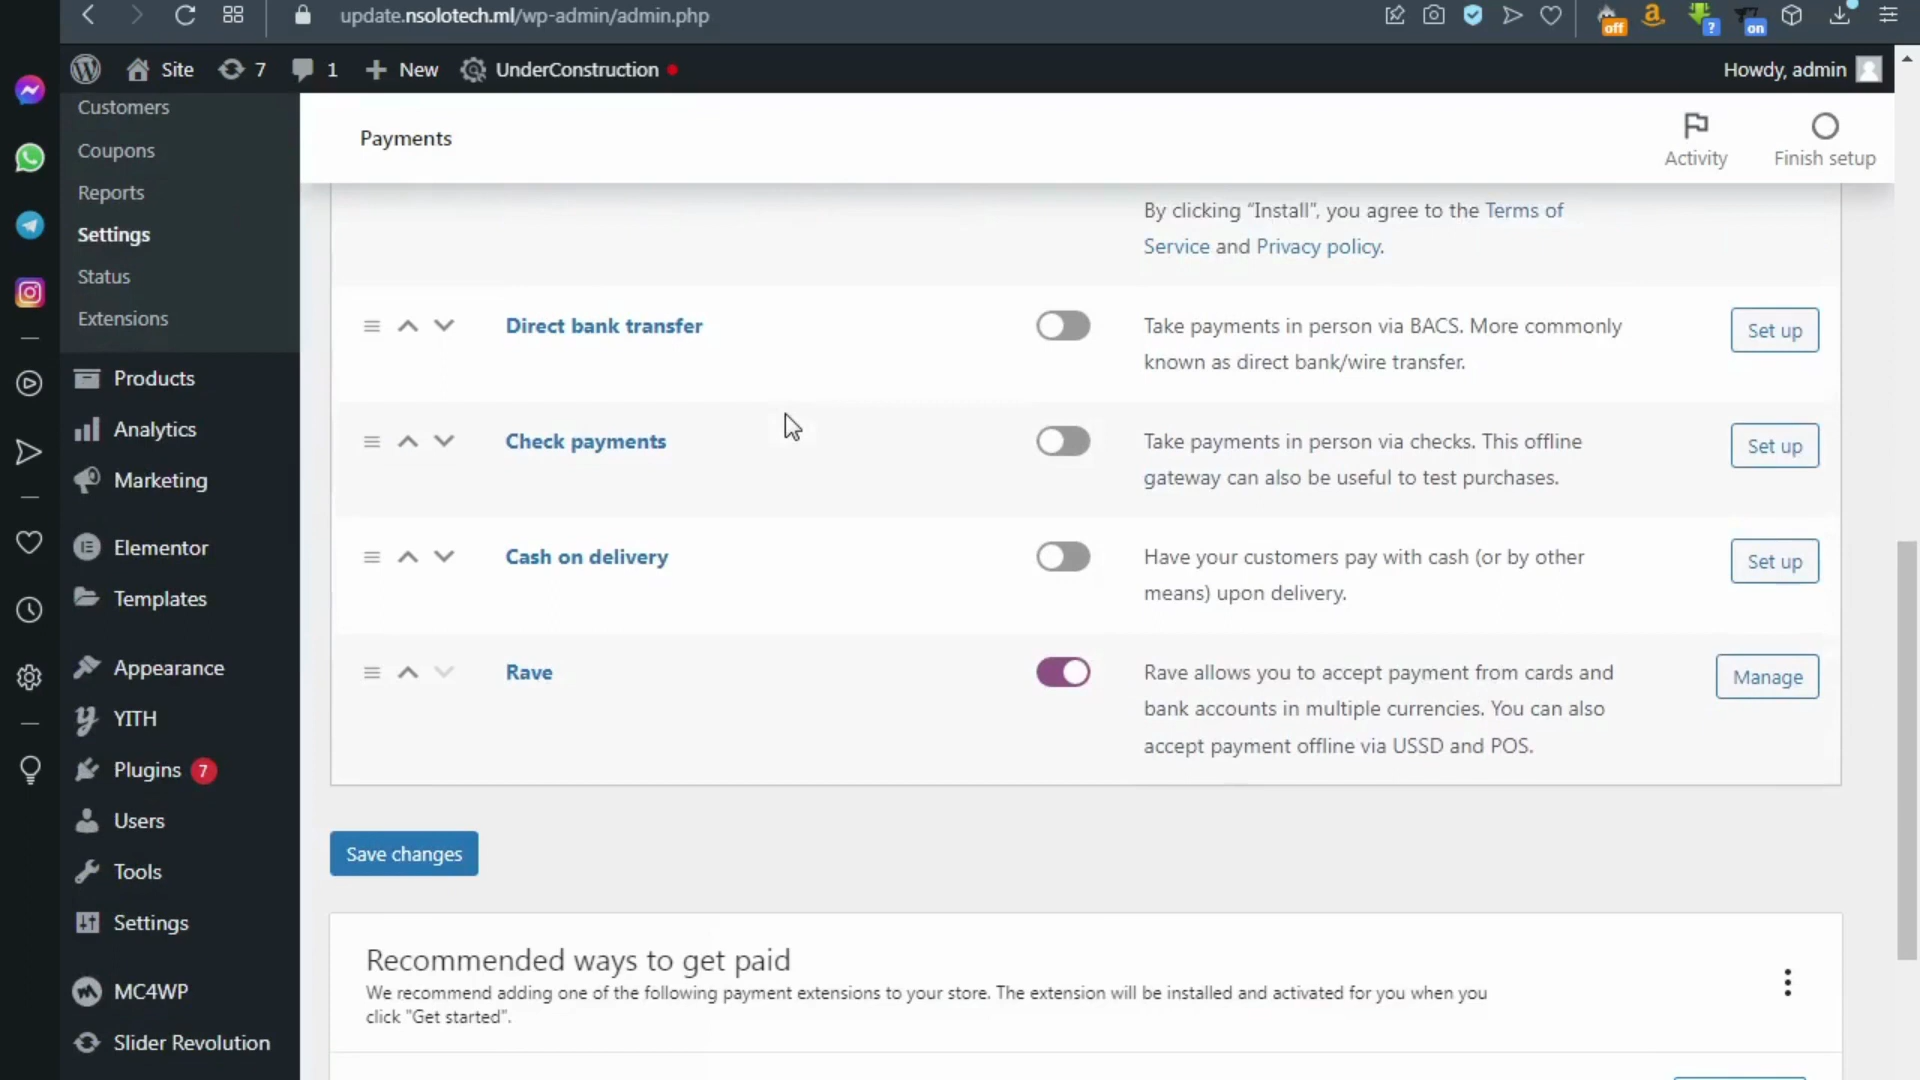 update.nsolotech.ml/wp-admin/admin.php
off
?
on
Site
7
1
New
UnderConstruction
Howdy, admin
Customers
Coupons
Reports
Settings
Status
Extensions
Products
Analytics
Marketing
Elementor
Templates
Appearance
YITH
Plugins 7
Users
Tools
Settings
MC4WP
Slider Revolution
Payments
Activity
Finish setup
By clicking “Install”, you agree to the Terms of
Service and Privacy policy.
Direct bank transfer
Take payments in person via BACS. More commonly
known as direct bank/wire transfer.
Set up
Check payments
Take payments in person via checks. This offline
gateway can also be useful to test purchases.
Set up
Cash on delivery
Have your customers pay with cash (or by other
means) upon delivery.
Set up
Rave
Rave allows you to accept payment from cards and
bank accounts in multiple currencies. You can also
accept payment offline via USSD and POS.
Manage
Save changes
Recommended ways to get paid
We recommend adding one of the following payment extensions to your store. The extension will be installed and activated for you when you
click "Get started".